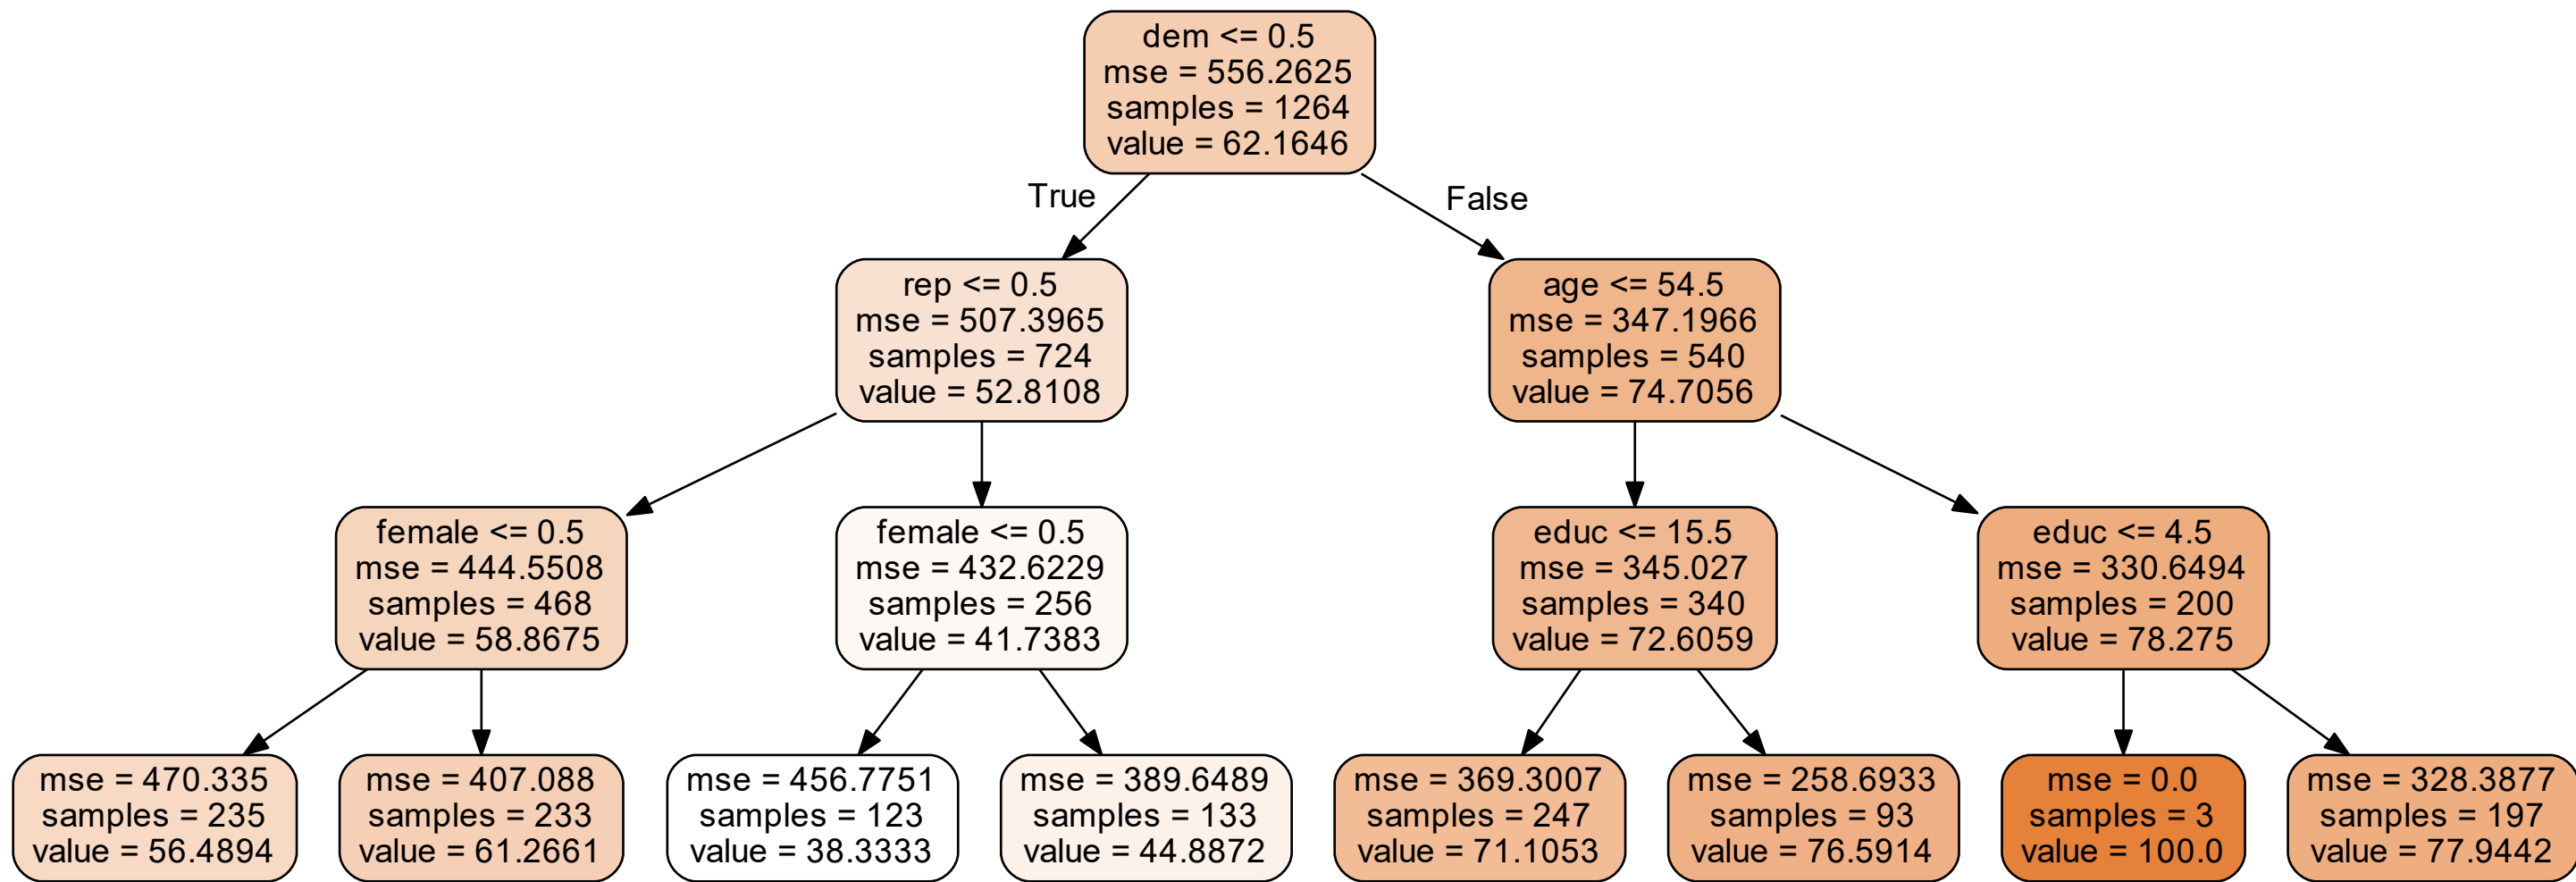 dem <= 0.5
mse = 556.2625
samples = 1264
value = 62.1646
True
False
rep <= 0.5
mse = 507.3965
samples = 724
value = 52.8108
age <= 54.5
mse = 347.1966
samples = 540
value = 74.7056
female <= 0.5
mse = 444.5508
samples = 468
value = 58.8675
female <= 0.5
mse = 432.6229
samples = 256
value = 41.7383
educ <= 15.5
mse = 345.027
samples = 340
value = 72.6059
educ <= 4.5
mse = 330.6494
samples = 200
value = 78.275
mse = 470.335
samples = 235
value = 56.4894
mse = 407.088
samples = 233
value = 61.2661
mse = 456.7751
samples = 123
value = 38.3333
mse = 389.6489
samples = 133
value = 44.8872
mse = 369.3007
samples = 247
value = 71.1053
mse = 258.6933
samples = 93
value = 76.5914
mse = 0.0
samples = 3
value = 100.0
mse = 328.3877
samples = 197
value = 77.9442